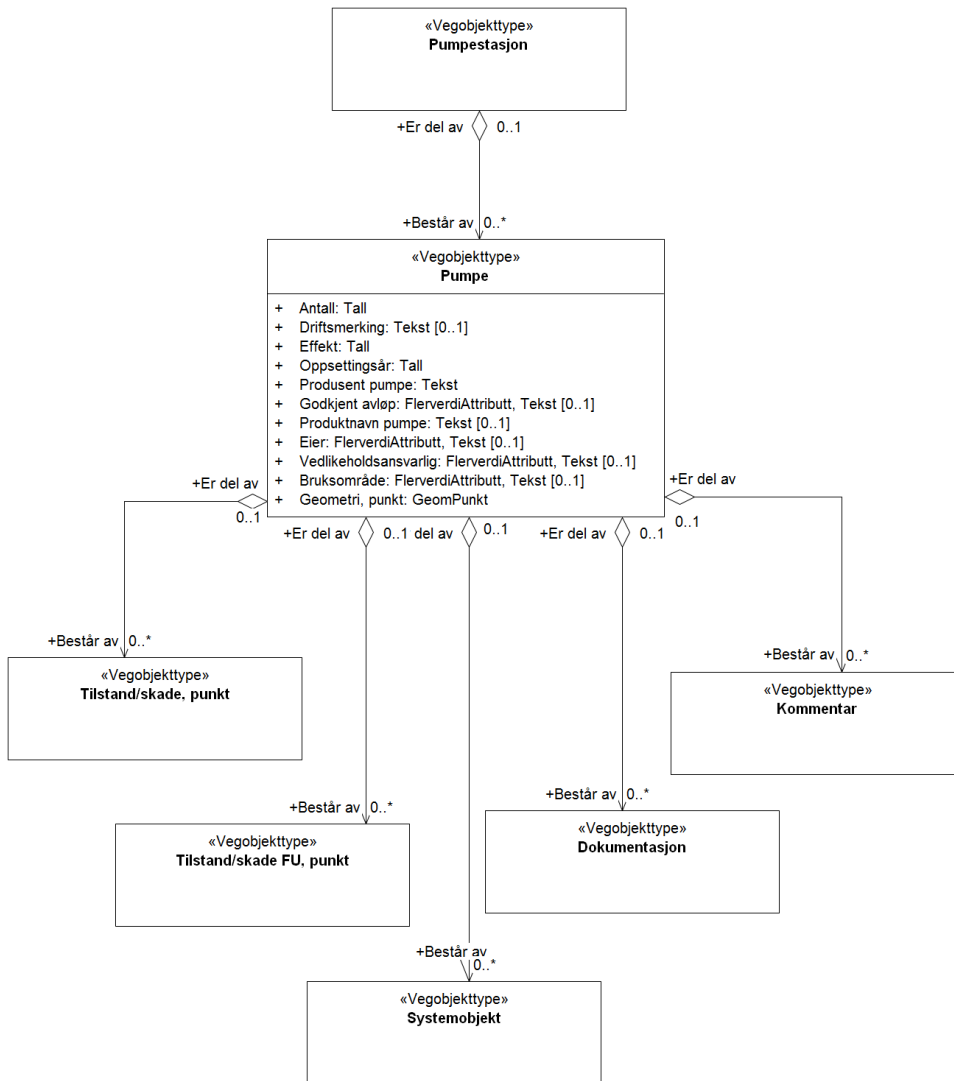 «Vegobjekttype»
Pumpestasjon
+Er del av 0..1
+Består av 0..*
«Vegobjekttype»
Pumpe
+ Antall: Tall
+ Driftsmerking: Tekst [0..1]
+ Effekt: Tall
+ Oppsettingsår: Tall
+ Produsent pumpe: Tekst
+ Godkjent avløp: FlerverdiAttributt, Tekst [0..1]
+ Produktnavn pumpe: Tekst [0..1]
+ Eier: FlerverdiAttributt, Tekst [0..1]
+ Vedlikeholdsansvarlig: FlerverdiAttributt, Tekst [0..1]
+ Bruksområde: FlerverdiAttributt, Tekst [0..1]
+ Geometri, punkt: GeomPunkt
+Er del av
0..1
+Er del av 0..1
del av 0..1
+Er del av 0..1
+Er del av
0..1
+Består av 0..*
«Vegobjekttype»
Tilstand/skade, punkt
+Består av 0..*
«Vegobjekttype»
Kommentar
+Består av 0..*
«Vegobjekttype»
Tilstand/skade FU, punkt
+Består av 0..*
«Vegobjekttype»
Dokumentasjon
+Består av
0..*
«Vegobjekttype»
Systemobjekt